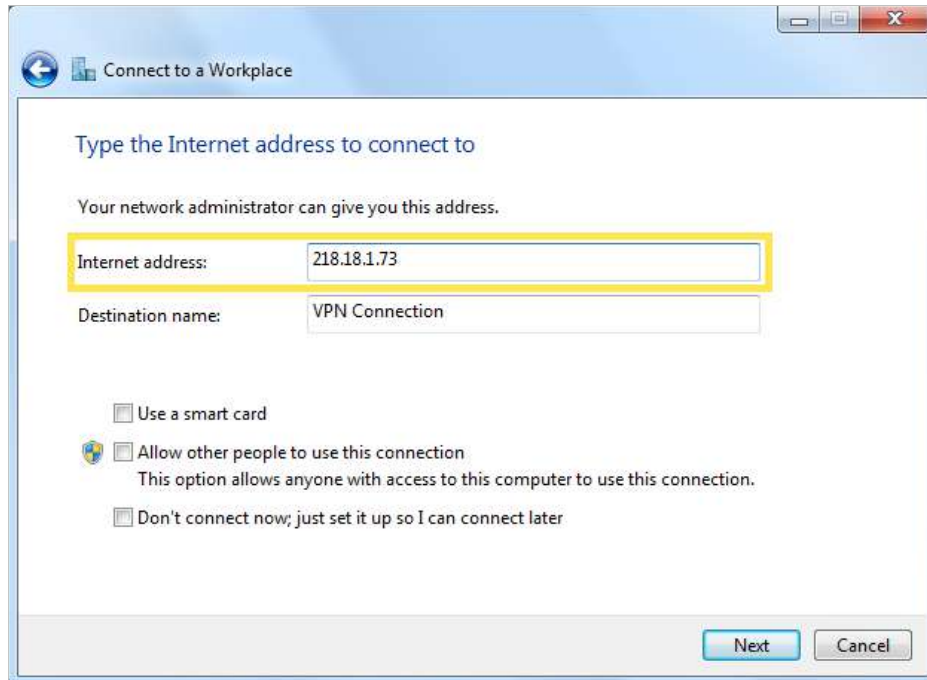 Connect to a Workplace
Type the Internet address to connect to
Your network administrator can give you this address.
Internet address: 218.18.1.73
Destination name: VPN Connection
Use a smart card
Allow other people to use this connection
This option allows anyone with access to this computer to use this connection.
Don't connect now; just set it up so I can connect later
Next Cancel